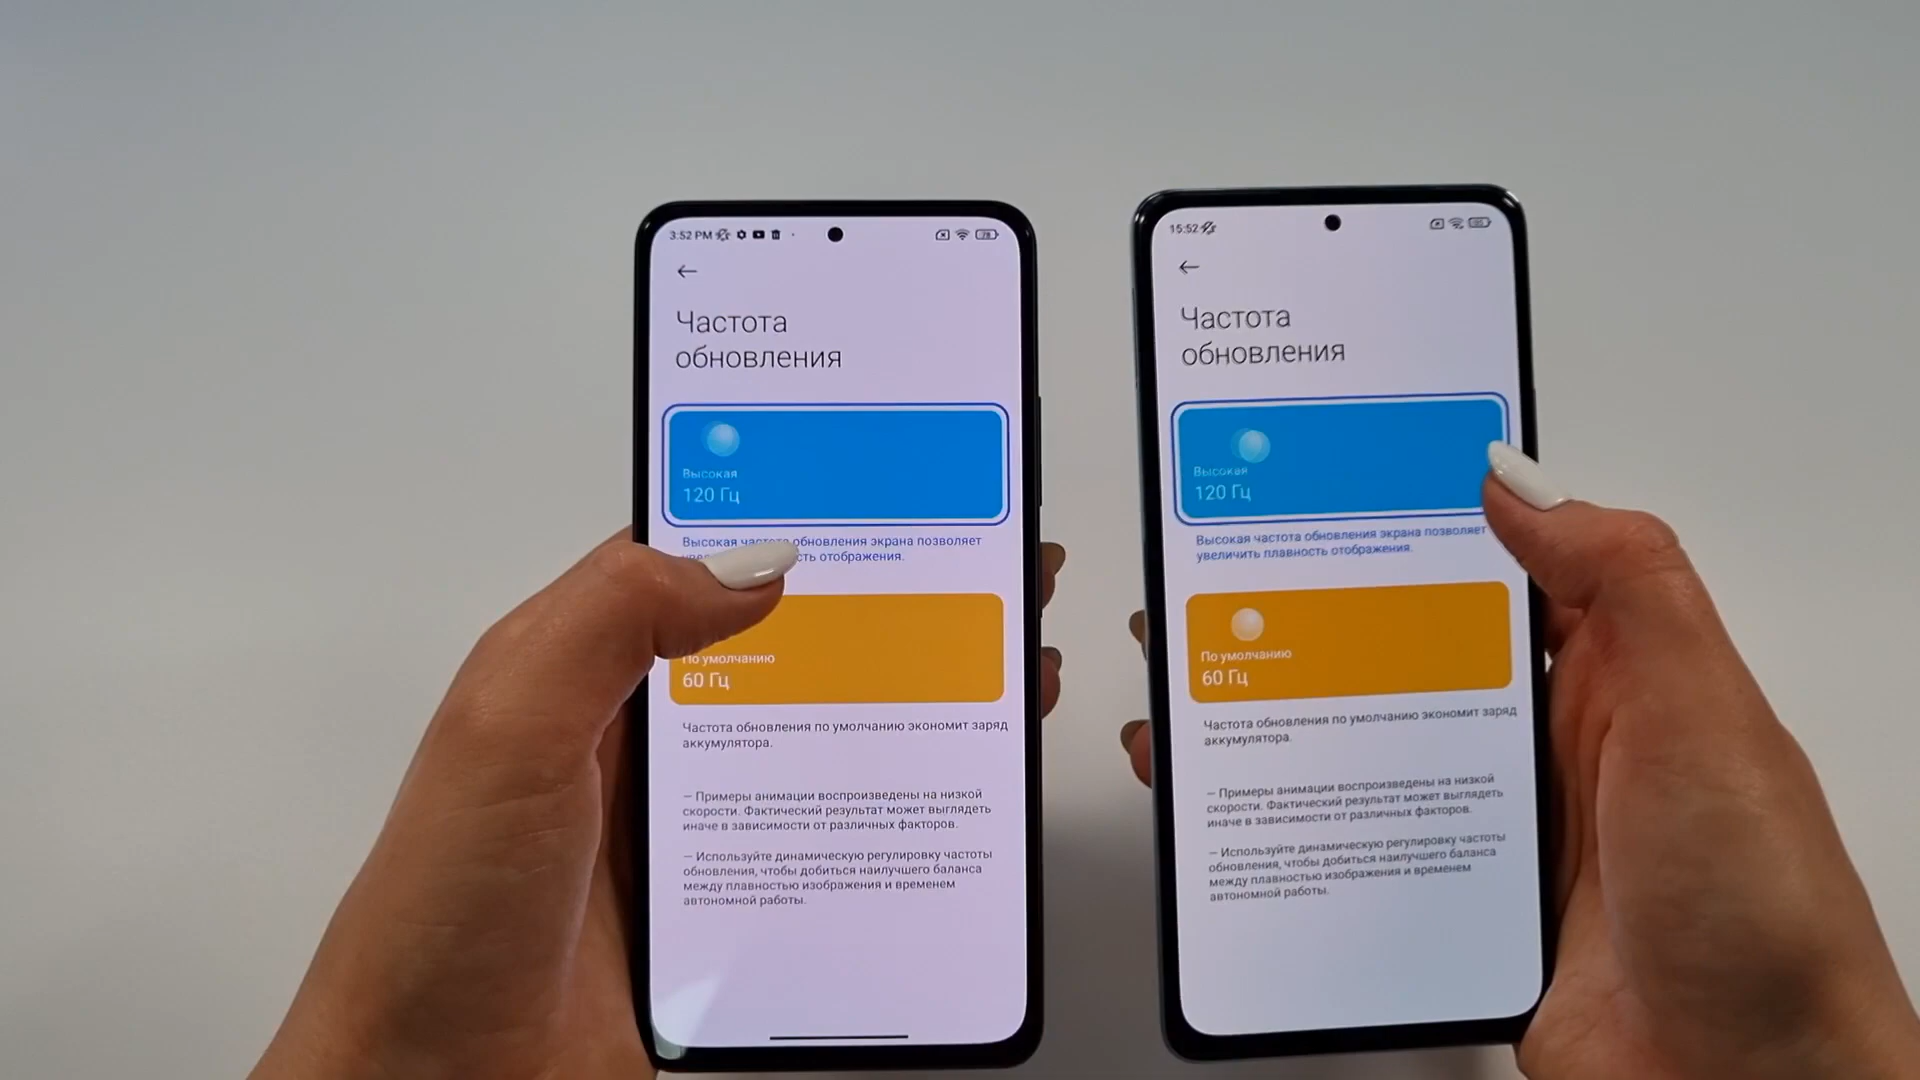 3:52 PM
78
Частота
обновления
Высокая
120 Гц
Высокая частота обновления экрана позволяет
сть отображения.
По умолчанию
60 Гц
Частота обновления по умолчанию экономит заряд
аккумулятора.
— Примеры анимации воспроизведены на низкой
скорости. Фактический результат может выглядеть
иначе в зависимости от различных факторов.
— Используйте динамическую регулировку частоты
обновления, чтобы добиться наилучшего баланса
между плавностью изображения и временем
автономной работы.
15:52
Частота
обновления
Высокая
120 Гц
Высокая частота обновления экрана позволяет
увеличить плавность отображения.
По умолчанию
60 Гц
Частота обновления по умолчанию экономит заряд
аккумулятора.
— Примеры анимации воспроизведены на низкой
скорости. Фактический результат может выглядеть
иначе в зависимости от различных факторов.
— Используйте динамическую регулировку частоты
обновления, чтобы добиться наилучшего баланса
между плавностью изображения и временем
автономной работы.